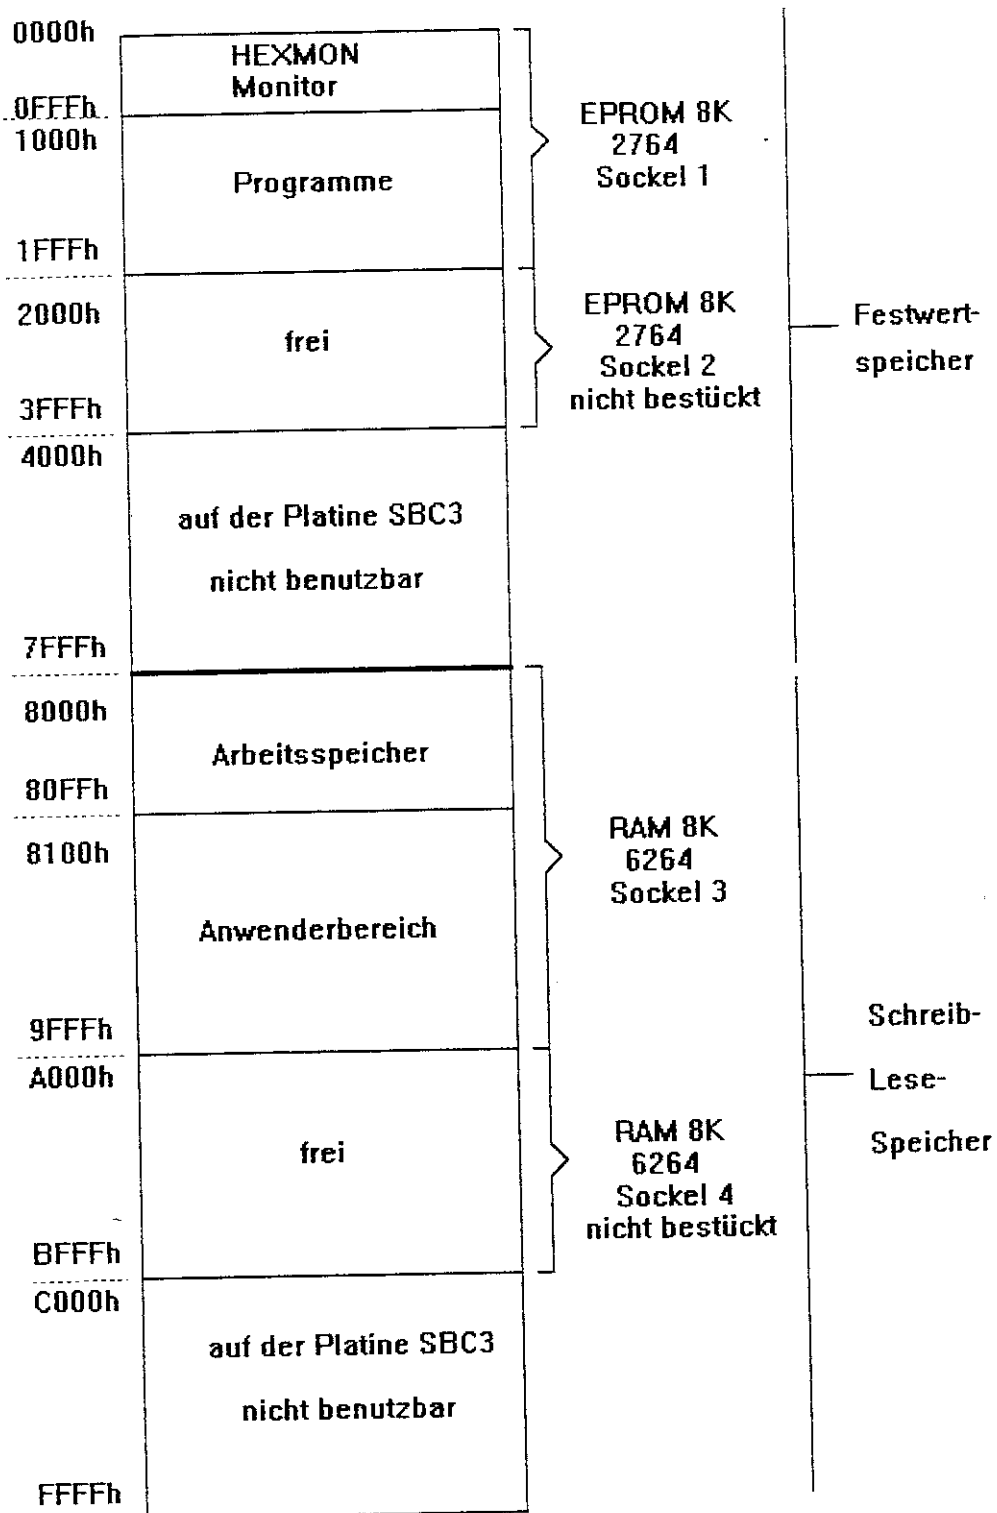 0000h
HEXMON
Monitor
0FFFh
1000h
EPROM 8K
2764
Sockel 1
Programme
1FFFh
2000h
frei
EPROM 8K
2764
Sockel 2
nicht bestückt
Festwert-
speicher
3FFFh
4000h
auf der Platine SBC3
nicht benutzbar
7FFFh
8000h
Arbeitsspeicher
80FFh
8100h
RAM 8K
6264
Sockel 3
Anwenderbereich
9FFFh
A000h
Schreib-
Lese-
Speicher
frei
RAM 8K
6264
Sockel 4
nicht bestückt
BFFFh
C000h
auf der Platine SBC3
nicht benutzbar
FFFFh